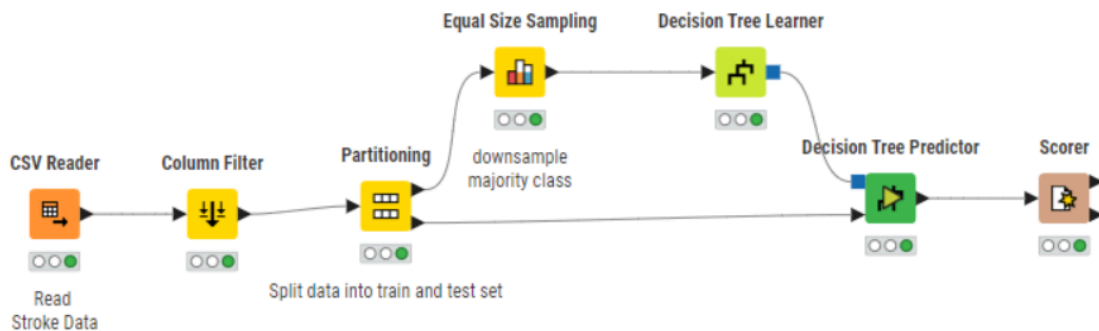 Equal Size Sampling
Decision Tree Learner
CSV Reader
Column Filter
Partitioning
downsample
majority class
Decision Tree Predictor
Scorer
Read
Stroke Data
Split data into train and test set